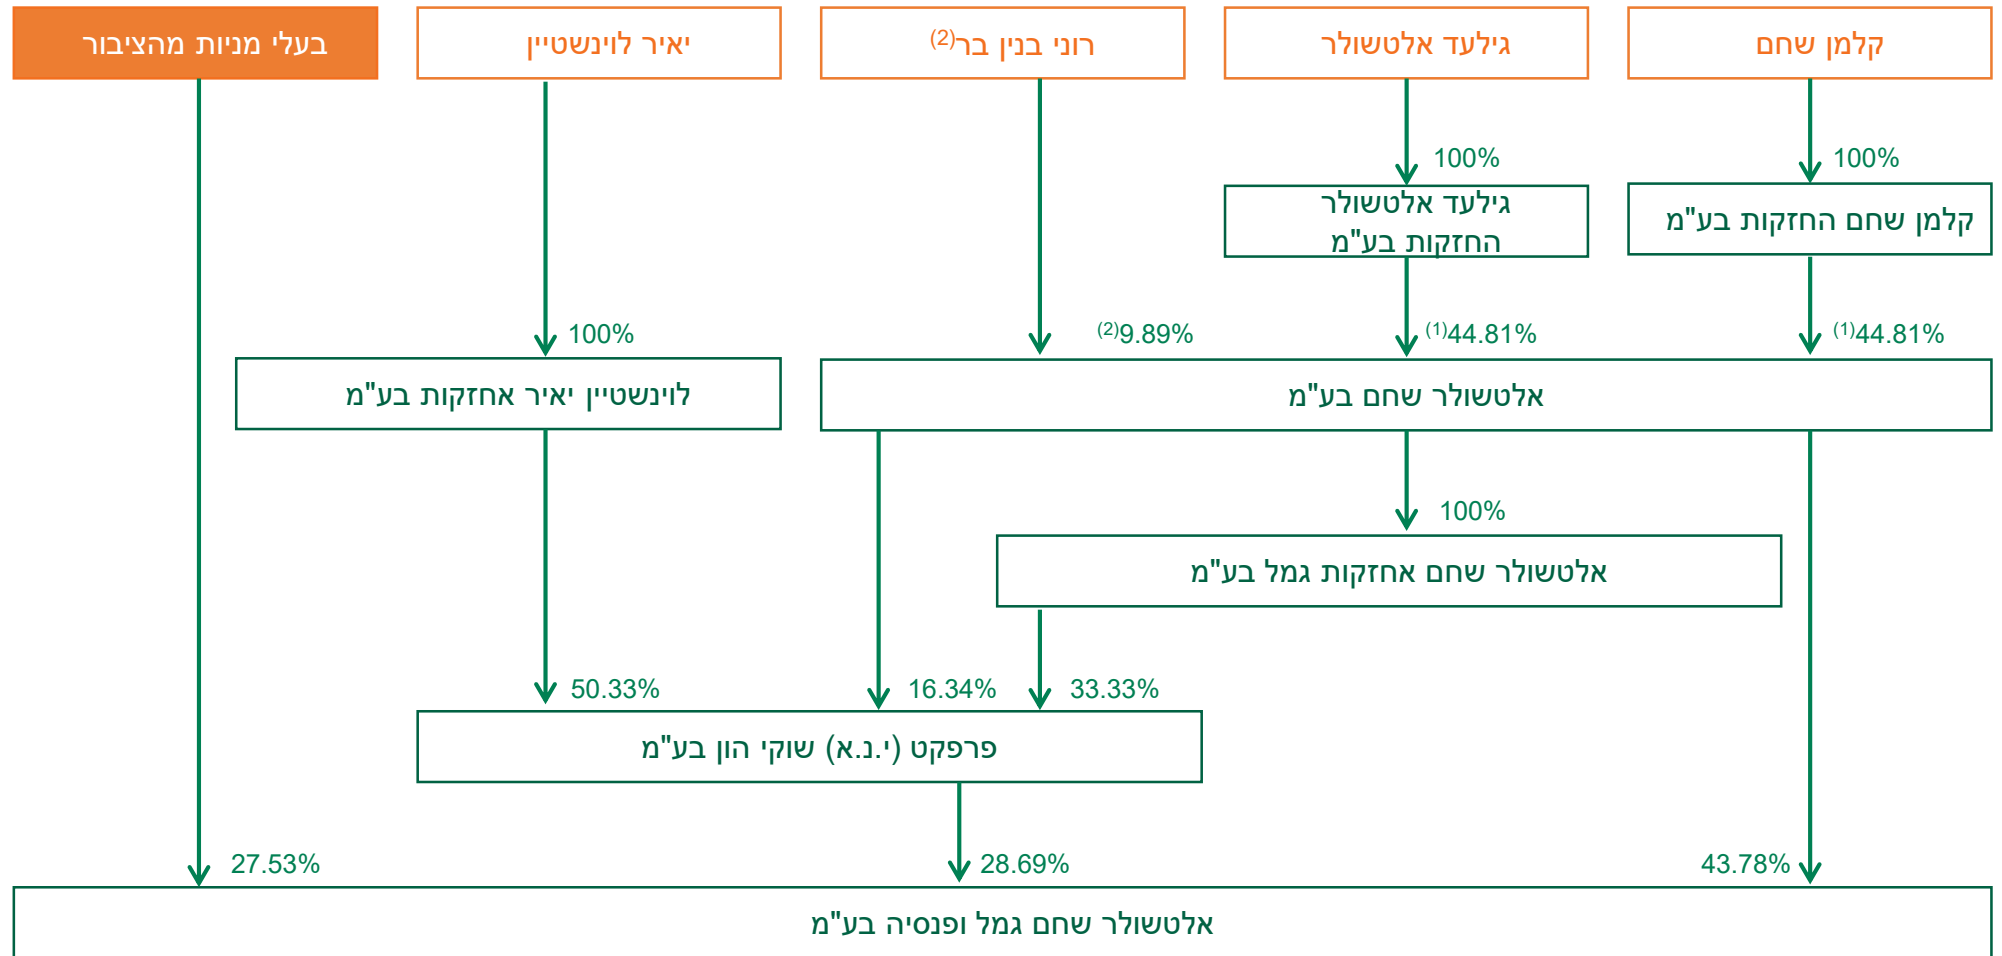 קלמן שחם
גילעד אלטשולר
רוני בנין בר(2)
יאיר לוינשטיין
בעלי מניות מהציבור
100%
100%
קלמן שחם החזקות בע"מ
גילעד אלטשולר
החזקות בע"מ
(1)44.81%
(1)44.81%
(2)9.89%
100%
אלטשולר שחם בע"מ
לוינשטיין יאיר אחזקות בע"מ
100%
אלטשולר שחם אחזקות גמל בע"מ
33.33%
16.34%
50.33%
פרפקט (י.נ.א) שוקי הון בע"מ
43.78%
28.69%
27.53%
אלטשולר שחם גמל ופנסיה בע"מ